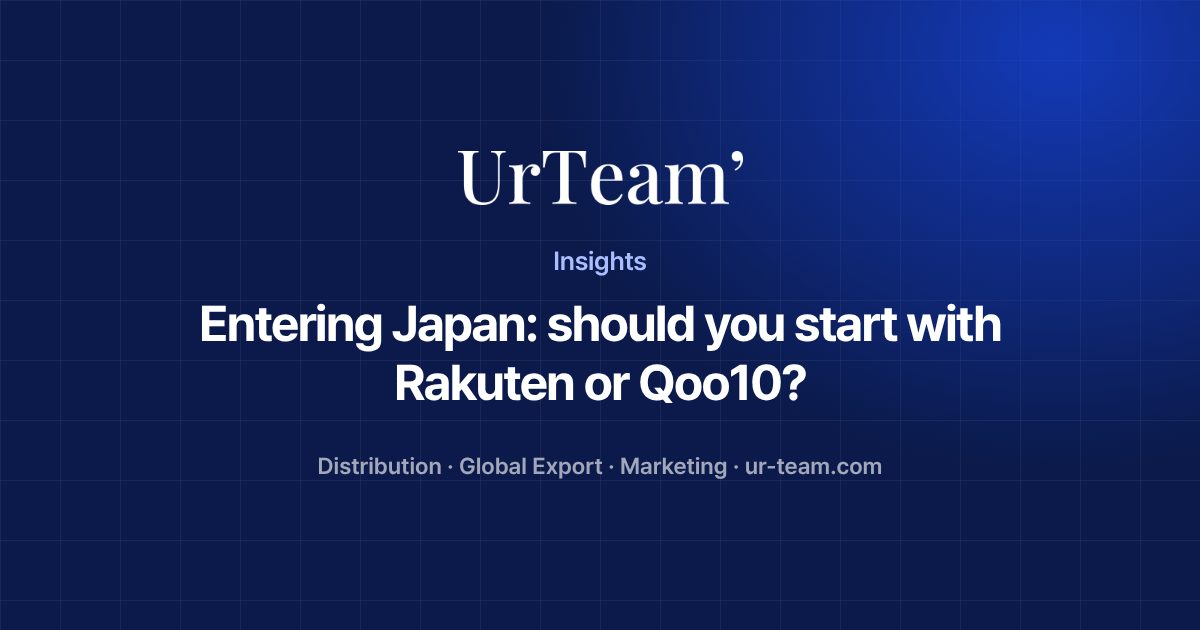 UrTeam’
Insights
Entering Japan: should you start with
Rakuten or Qoo10?
Distribution · Global Export · Marketing · ur-team.com